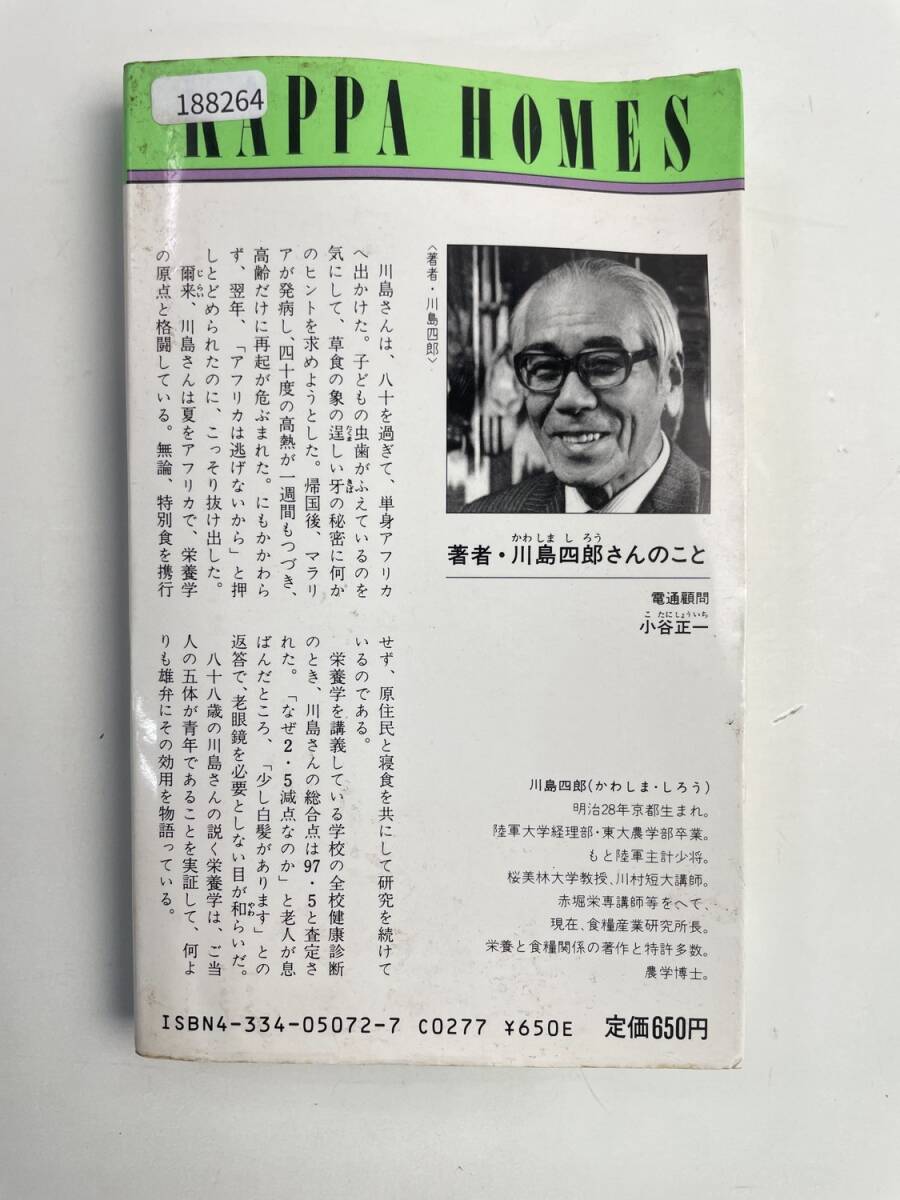 188264
KAPPA HOMES
〈著者・川島四郎〉
かわしましろう
著者・川島四郎さんのこと
電通顧問
こたにしょういち
小谷正一
川島さんは、八十を過ぎて、単身アフリカ
へ出かけた。子どもの虫歯がふえているのを
気にして、草食の象の逞しい牙の秘密に何か
のヒントを求めようとした。帰国後、マラリ
アが発病し、四十度の高熱が一週間もつづき、
高齢だけに再起が危ぶまれた。にもかかわら
ず、翌年、「アフリカは逃げないから」と押
しとどめられたのに、こっそり抜け出した。
爾来、川島さんは夏をアフリカで、栄養学
の原点と格闘している。無論、特別食を携行
せず、原住民と寝食を共にして研究を続けて
いるのである。
栄養学を講義している学校の全校健康診断
のとき、川島さんの総合点は97・5と査定さ
れた。「なぜ2・5減点なのか」と老人が息
ばんだところ、「少し白髪があります」との
返答で、老眼鏡を必要としない目が和らいだ。
八十八歳の川島さんの説く栄養学は、ご当
人の五体が青年であることを実証して、何よ
りも雄弁にその効用を物語っている。
川島四郎(かわしま・しろう)
明治28年京都生まれ。
陸軍大学経理部・東大農学部卒業。
もと陸軍主計少将。
桜美林大学教授、川村短大講師。
赤堀栄専講師等をへて、
現在、食糧産業研究所長。
栄養と食糧関係の著作と特許多数。
農学博士。
ISBN4-334-05072-7 C0277 ¥650E 定価650円